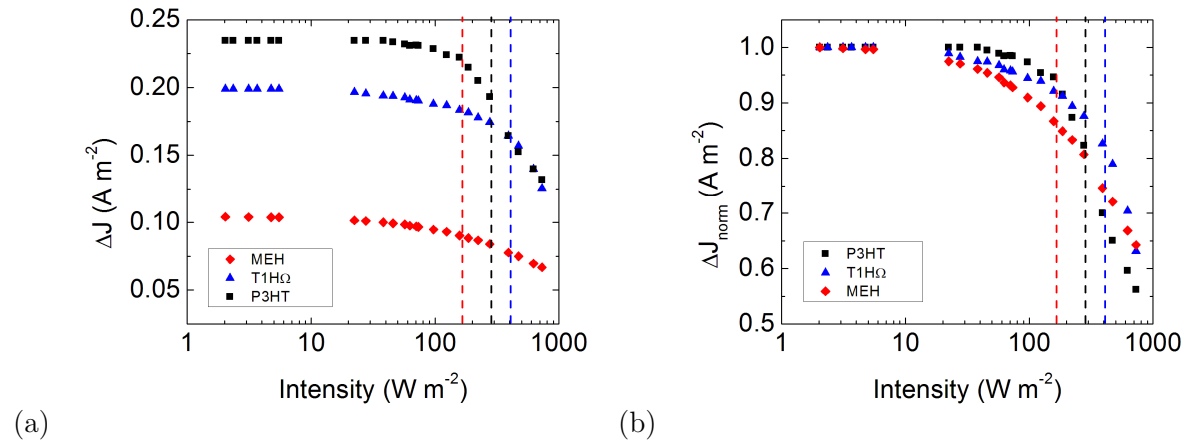 0.25
0.20
0.15
0.10
0.05
ΔJ (A m-2)
MEH
T1HΩ
P3HT
1 10 100 1000
Intensity (W m-2)
(a)
1.0
0.9
0.8
0.7
0.6
0.5
ΔJnorm (A m-2)
P3HT
T1HΩ
MEH
1 10 100 1000
Intensity (W m-2)
(b)